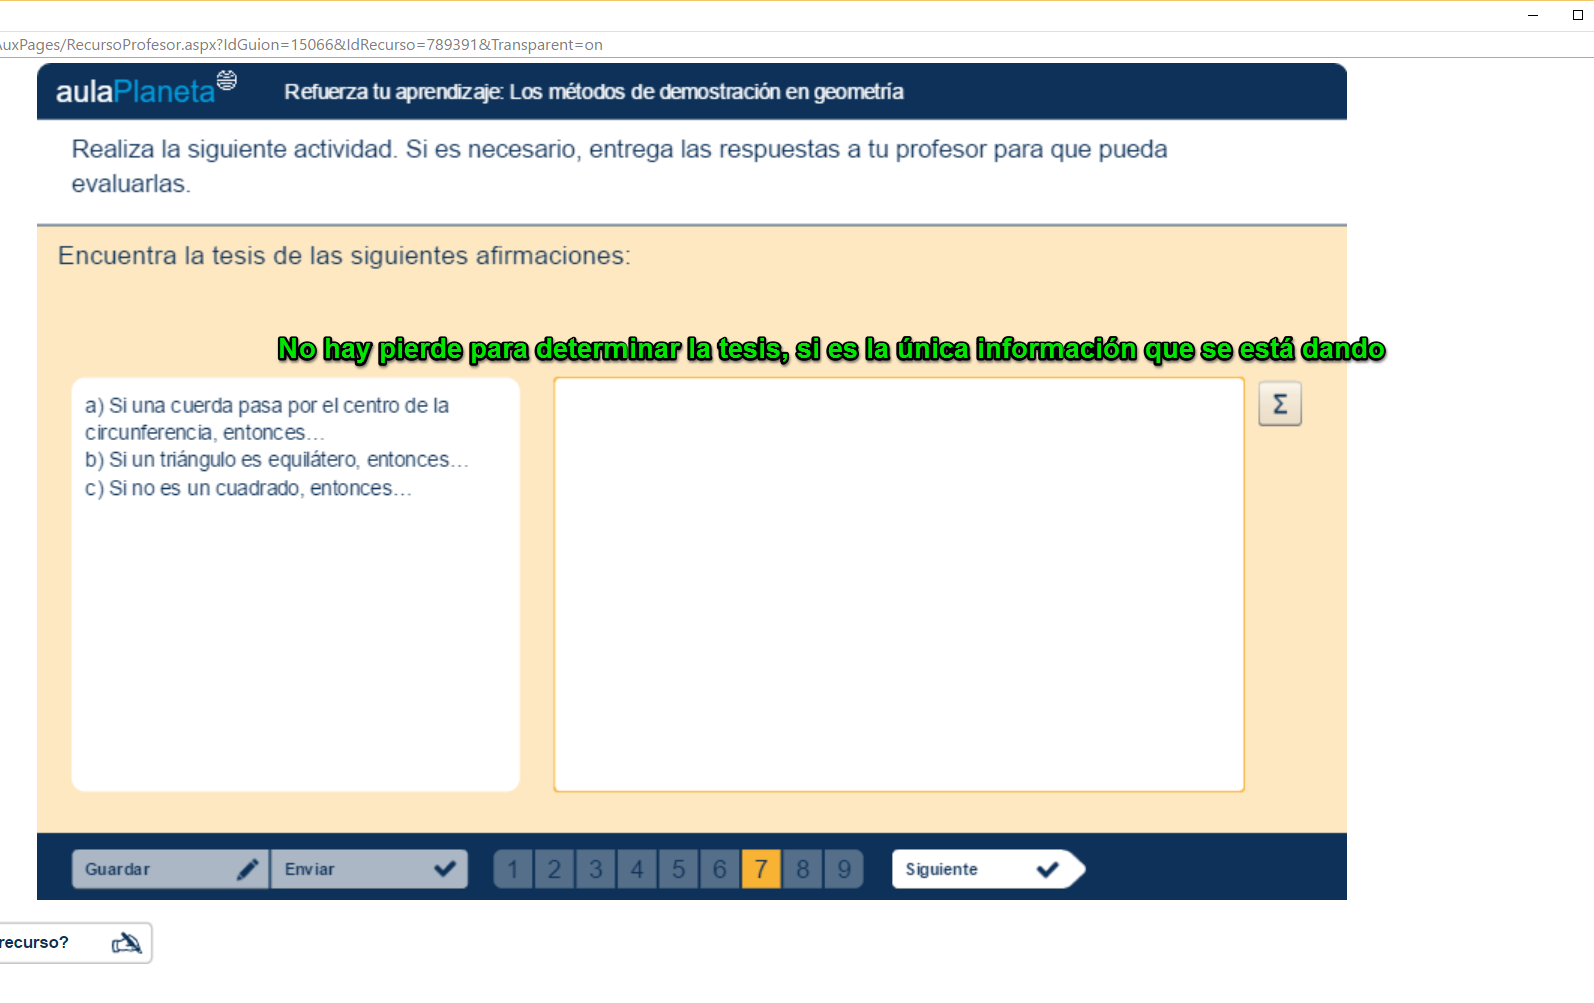 uxPages/RecursoProfesor.aspx?IdGuion=15066&IdRecurso=789391&Transparent=on
aulaPlaneta
Refuerza tu aprendizaje: Los métodos de demostración en geometría
Realiza la siguiente actividad. Si es necesario, entrega las respuestas a tu profesor para que pueda
evaluarlas.
Encuentra la tesis de las siguientes afirmaciones:
No hay pierde para determinar la tesis, si es la única información que se está dando
a) Si una cuerda pasa por el centro de la
circunferencia, entonces...
b) Si un triángulo es equilátero, entonces...
c) Si no es un cuadrado, entonces...
Σ
Guardar
Enviar
1 2 3 4 5 6 7 8 9
Siguiente
recurso?